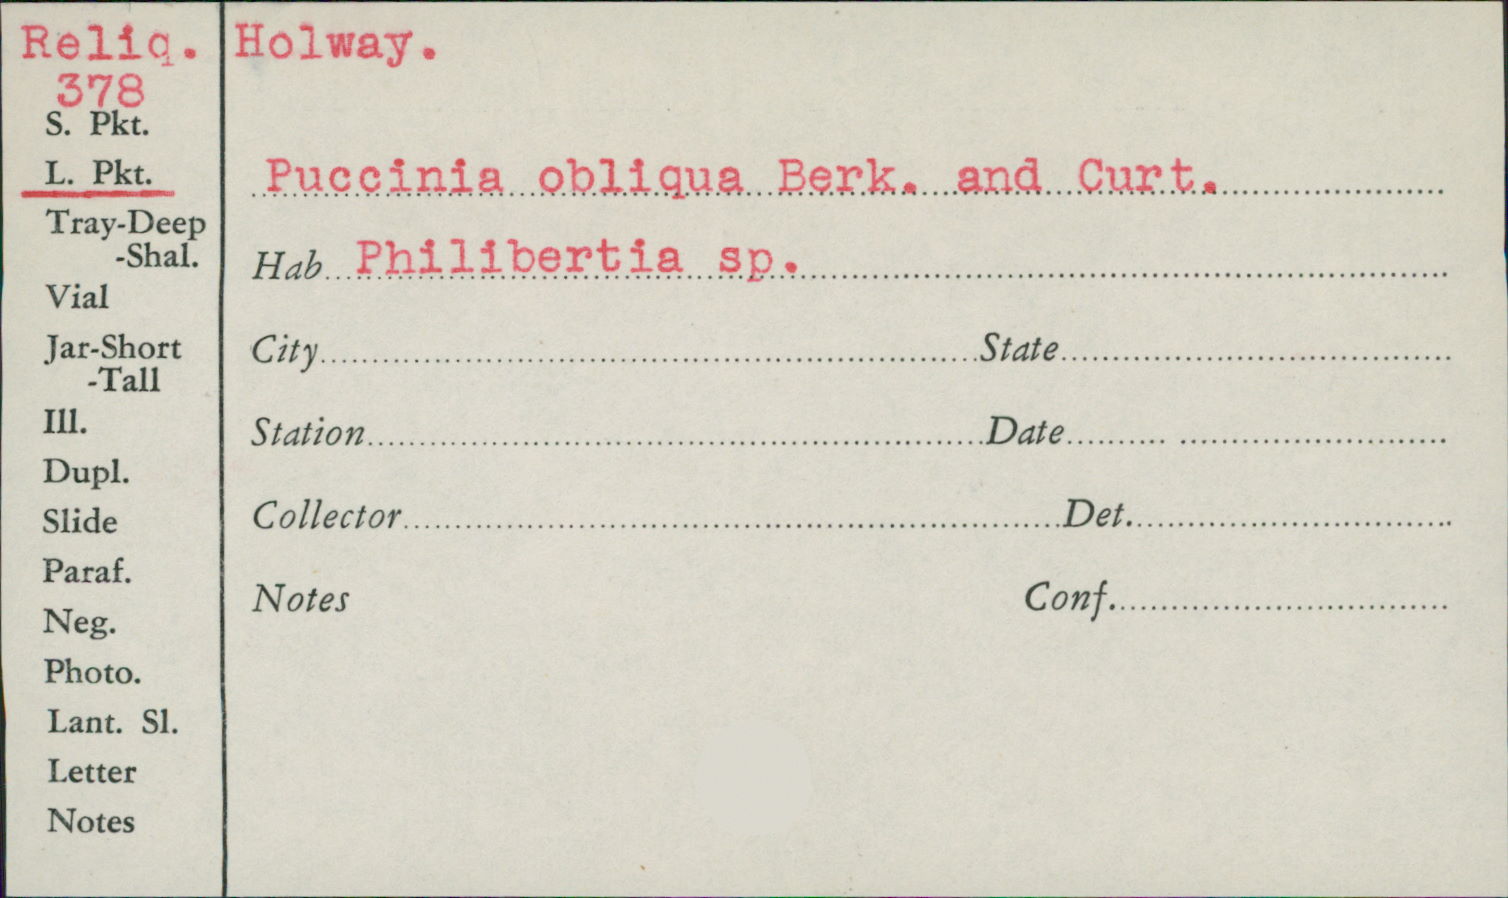 Reliq. Holway.
378
S. Pkt.
L. Pkt.
Tray-Deep
-Shal.
Vial
Jar-Short
-Tall
Ill.
Dupl.
Slide
Paraf.
Neg.
Photo.
Lant. Sl.
Letter
Notes
Puccinia obliqua Berk. and Curt.
Hab Philibertia sp.
City State
Station Date
Collector Det.
Notes Conf.